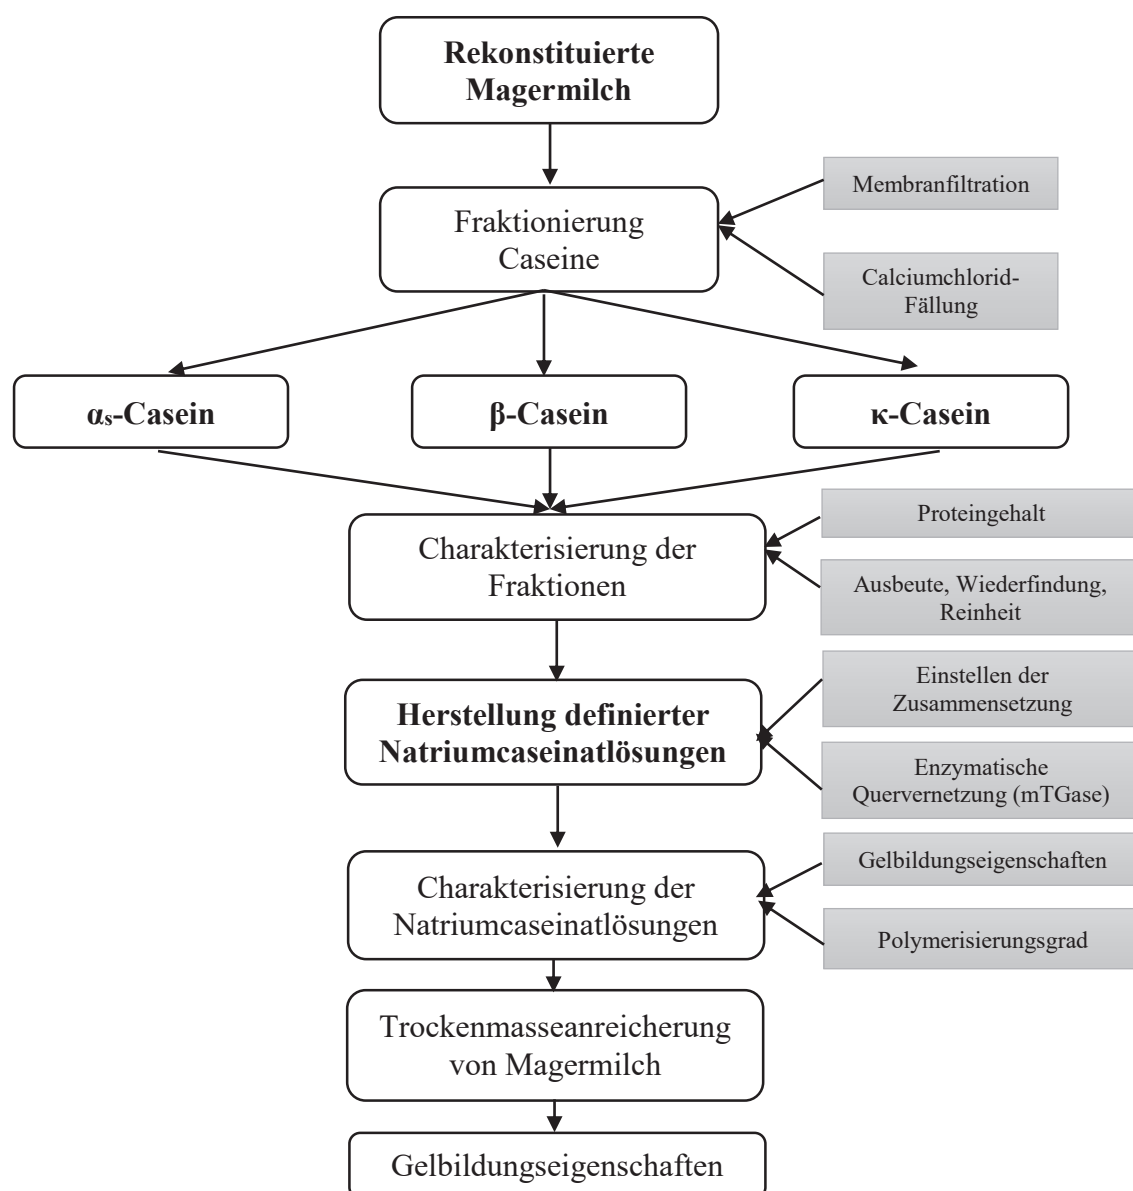 Rekonstituierte
Magermilch
Membranfiltration
Fraktionierung
Caseine
Calciumchlorid-
Fällung
αs-Casein
β-Casein
κ-Casein
Proteingehalt
Charakterisierung der
Fraktionen
Ausbeute, Wiederfindung,
Reinheit
Einstellen der
Zusammensetzung
Herstellung definierter
Natriumcaseinatlösungen
Enzymatische
Quervernetzung (mTGase)
Gelbildungseigenschaften
Charakterisierung der
Natriumcaseinatlösungen
Polymerisierungsgrad
Trockenmasseanreicherung
von Magermilch
Gelbildungseigenschaften